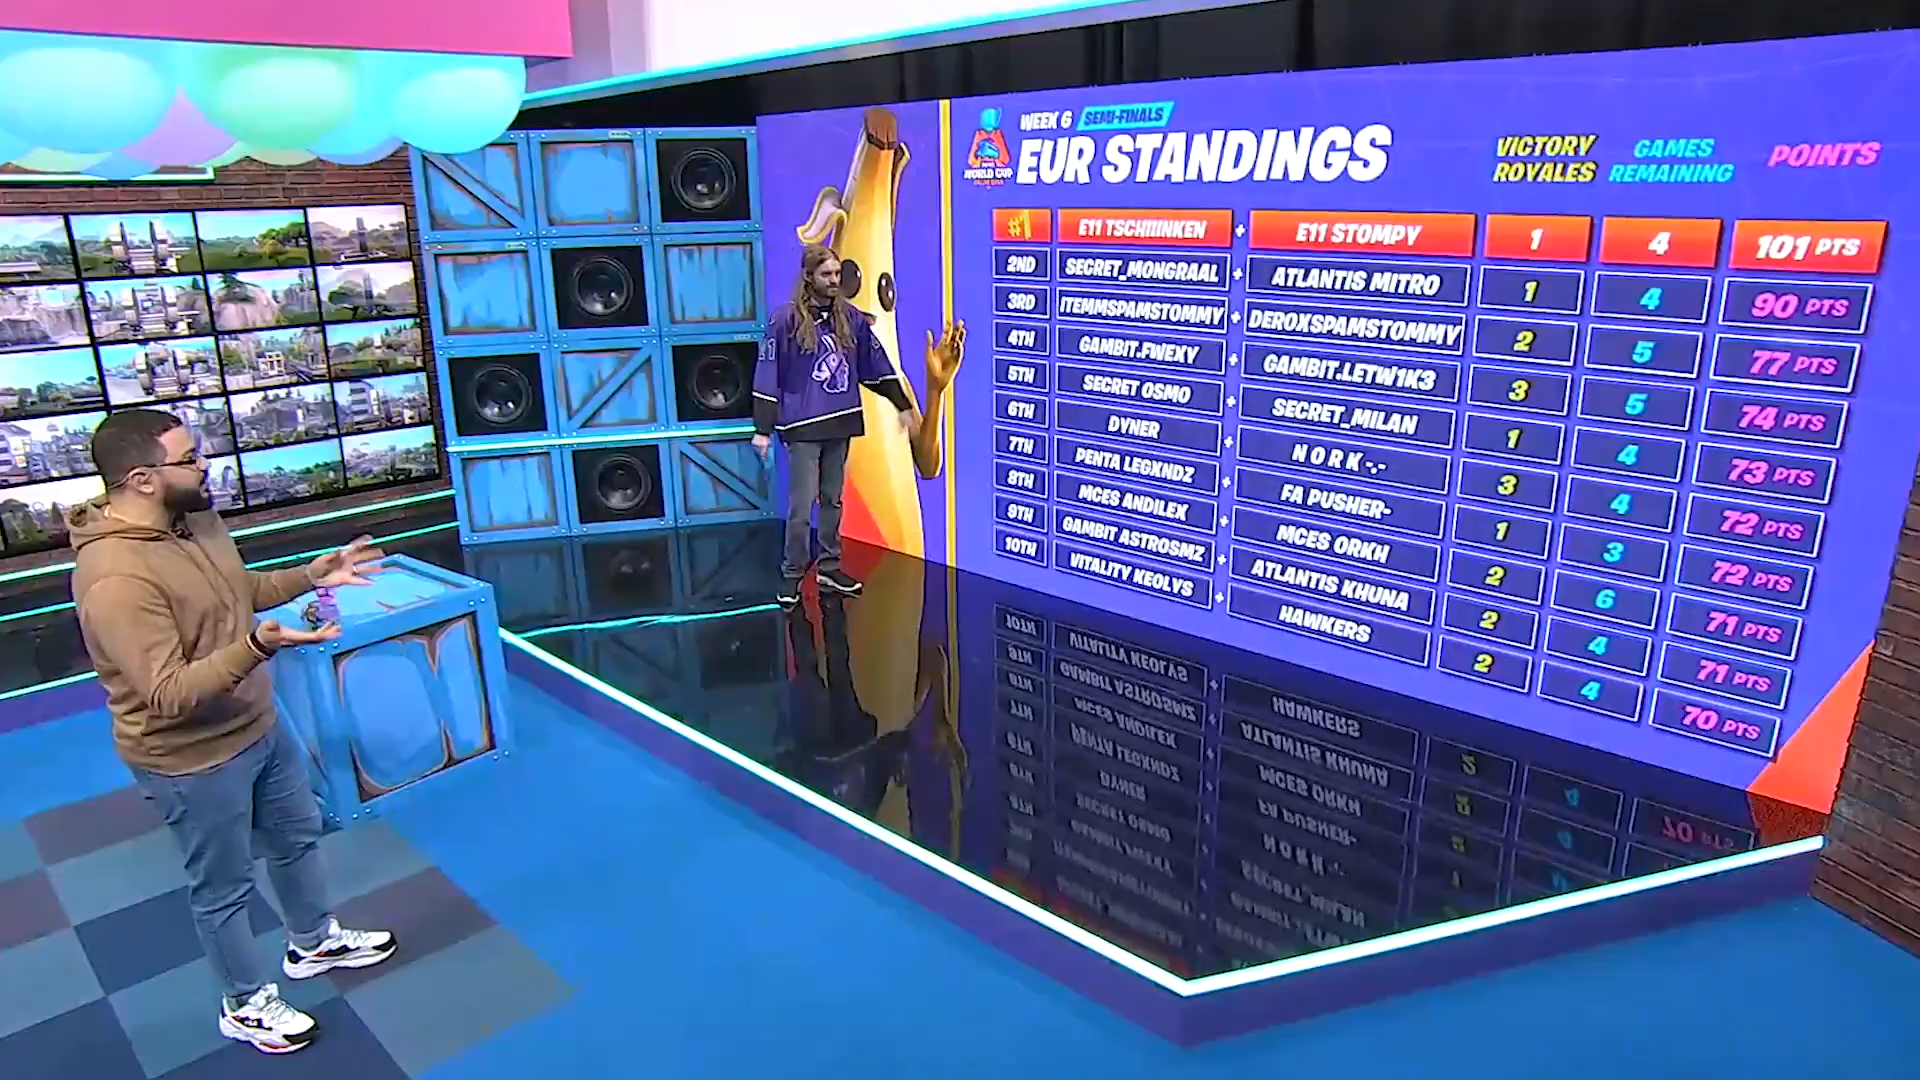 WEEK 6 SEMI-FINALS
EUR STANDINGS
WORLD CUP
VICTORY ROYALES
GAMES REMAINING
POINTS
#1 E11 TSCHIIINKEN + E11 STOMPY 1 4 101 PTS
2ND SECRET_MONGRAAL + ATLANTIS MITRO 1 4 90 PTS
3RD ITEMMSPAMSTOMMY + DEROXSPAMSTOMMY 2 5 77 PTS
4TH GAMBIT.FWEXY + GAMBIT.LETW1K3 3 5 74 PTS
5TH SECRET OSMO + SECRET_MILAN 1 4 73 PTS
6TH DYNER + N O R K -.- 3 4 72 PTS
7TH PENTA LEGXNDZ + FA PUSHER- 1 3 72 PTS
8TH MCES ANDILEX + MCES ORKH 2 6 71 PTS
9TH GAMBIT ASTROSMZ + ATLANTIS KHUNA 2 4 71 PTS
10TH VITALITY KEOLYS + HAWKERS 2 4 70 PTS